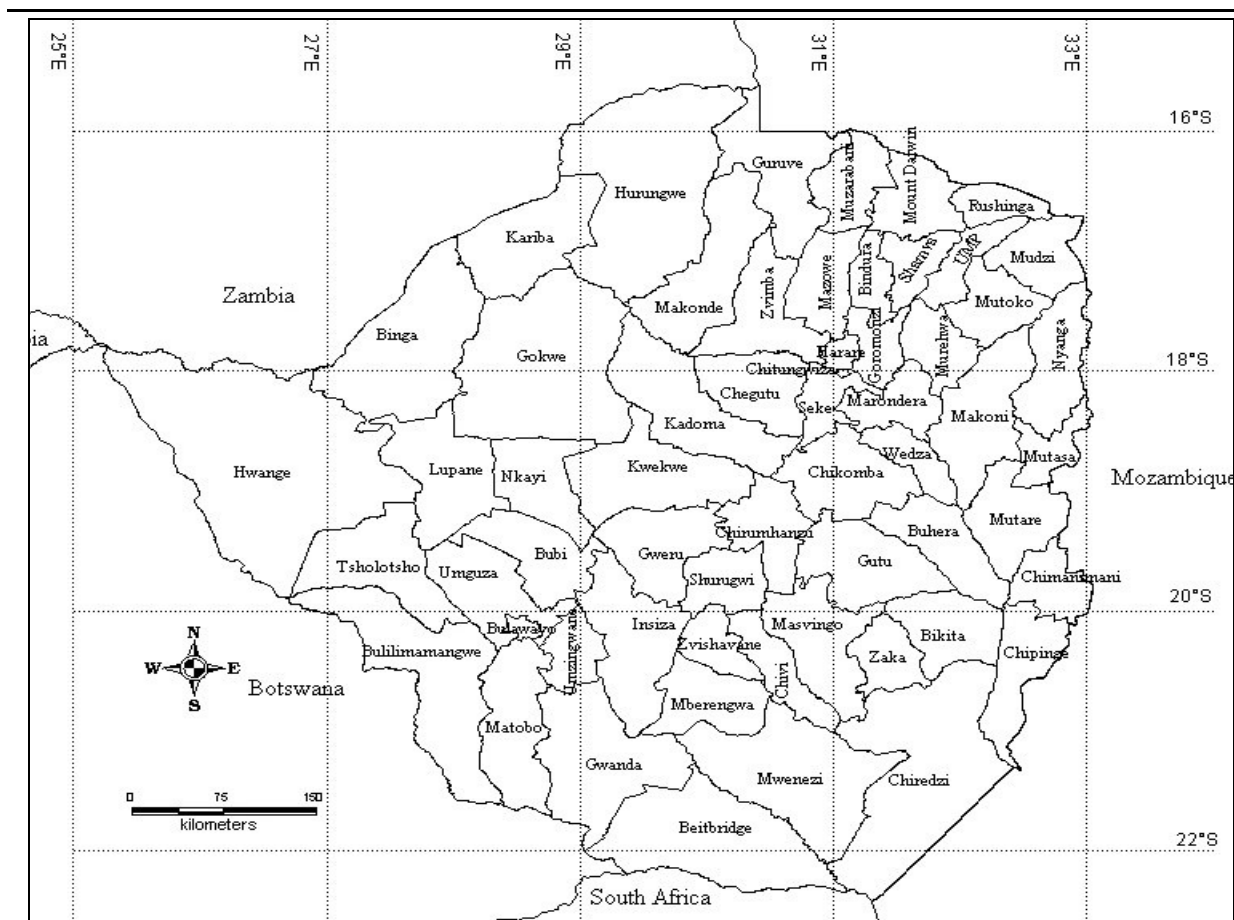 25°E
27°E
29°E
31°E
33°E
16°S
Guruve
Muzarabani
Mount Darwin
Hurungwe
Rushinga
Kariba
Shamva
UMP
Mudzi
Bindura
Mazowe
Zvimba
Zambia
Makonde
Mutoko
Binga
Nyanga
ia
Gokwe
Harare
Goromonzi
Murehwa
18°S
Chitungwiza
Chegutu
Seke
Marondera
Makoni
Kadoma
Wedza
Mutasa
Hwange
Lupane
Nkayi
Kwekwe
Chikomba
Mozambique
Mutare
Chirumhanzu
Buhera
Bubi
Gweru
Gutu
Tsholotsho
Umguza
Shurugwi
Chimanimani
20°S
Bulawayo
Umzingwane
Insiza
Masvingo
N
Zvishavane
Bikita
Bulilimamangwe
Zaka
Chipinge
W
E
Chivi
Botswana
S
Mberengwa
Matobo
Gwanda
Mwenezi
Chiredzi
0 75 150
kilometers
Beitbridge
22°S
South Africa